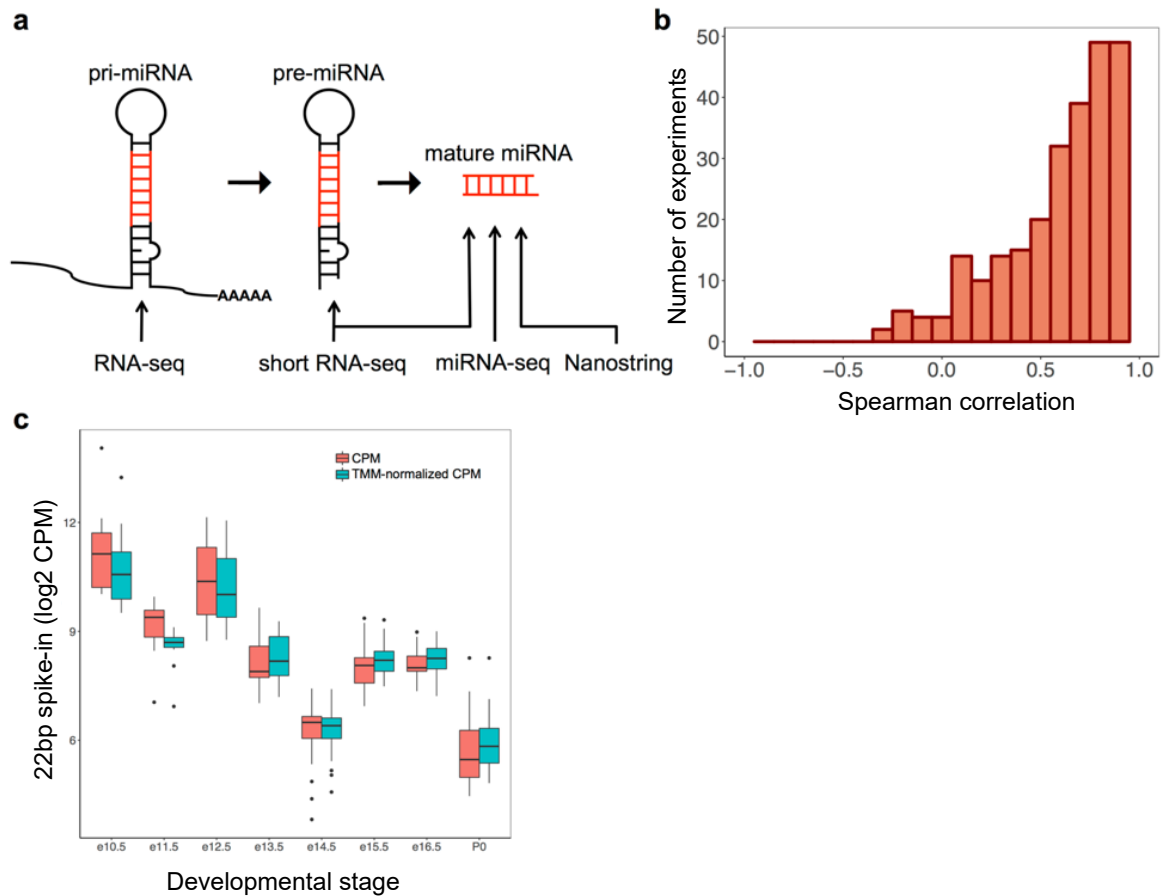 a
pri-miRNA
pre-miRNA
mature miRNA
AAAAA
RNA-seq
short RNA-seq
miRNA-seq
Nanostring
b
Number of experiments
50
40
30
20
10
0
−1.0
−0.5
0.0
0.5
1.0
Spearman correlation
c
CPM
TMM-normalized CPM
22bp spike-in (log2 CPM)
12
9
6
e10.5
e11.5
e12.5
e13.5
e14.5
e15.5
e16.5
P0
Developmental stage